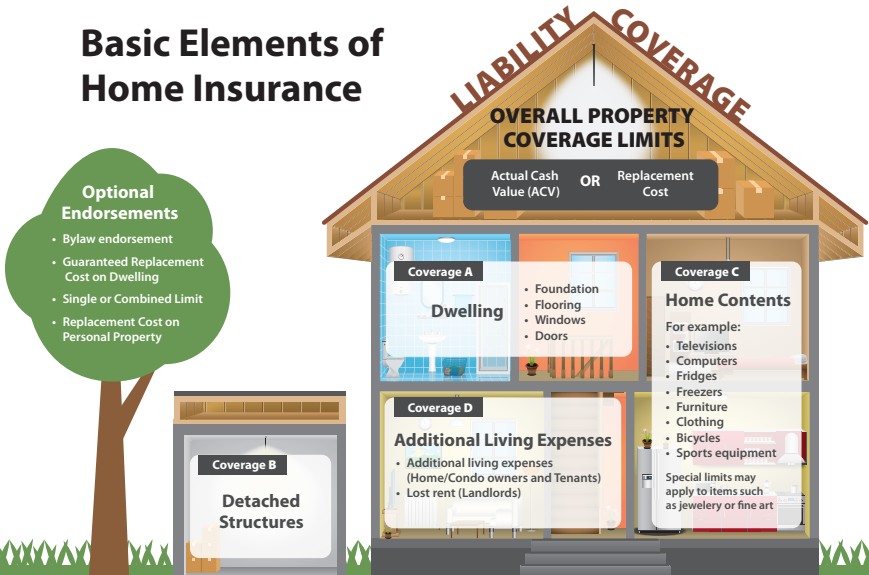 Basic Elements of
Home Insurance
LIABILITY COVERAGE
OVERALL PROPERTY
COVERAGE LIMITS
Actual Cash
Value (ACV)
OR
Replacement
Cost
Optional
Endorsements
• Bylaw endorsement
• Guaranteed Replacement
Cost on Dwelling
• Single or Combined Limit
• Replacement Cost on
Personal Property
Coverage A
Dwelling
• Foundation
• Flooring
• Windows
• Doors
Coverage C
Home Contents
For example:
• Televisions
• Computers
• Fridges
• Freezers
• Furniture
• Clothing
• Bicycles
• Sports equipment
Special limits may
apply to items such
as jewelery or fine art
Coverage D
Additional Living Expenses
• Additional living expenses
(Home/Condo owners and Tenants)
• Lost rent (Landlords)
Coverage B
Detached
Structures